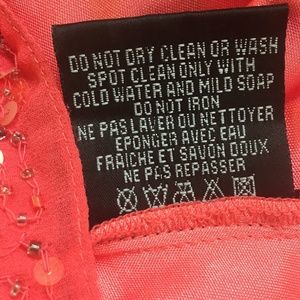 DO NOT DRY CLEAN OR WASH
SPOT CLEAN ONLY WITH
COLD WATER AND MILD SOAP
DO NOT IRON
NE PAS LAVER OU NETTOYER
EPONGER AVEC EAU
FRAICHE ET SAVON DOUX
NE PAS REPASSER